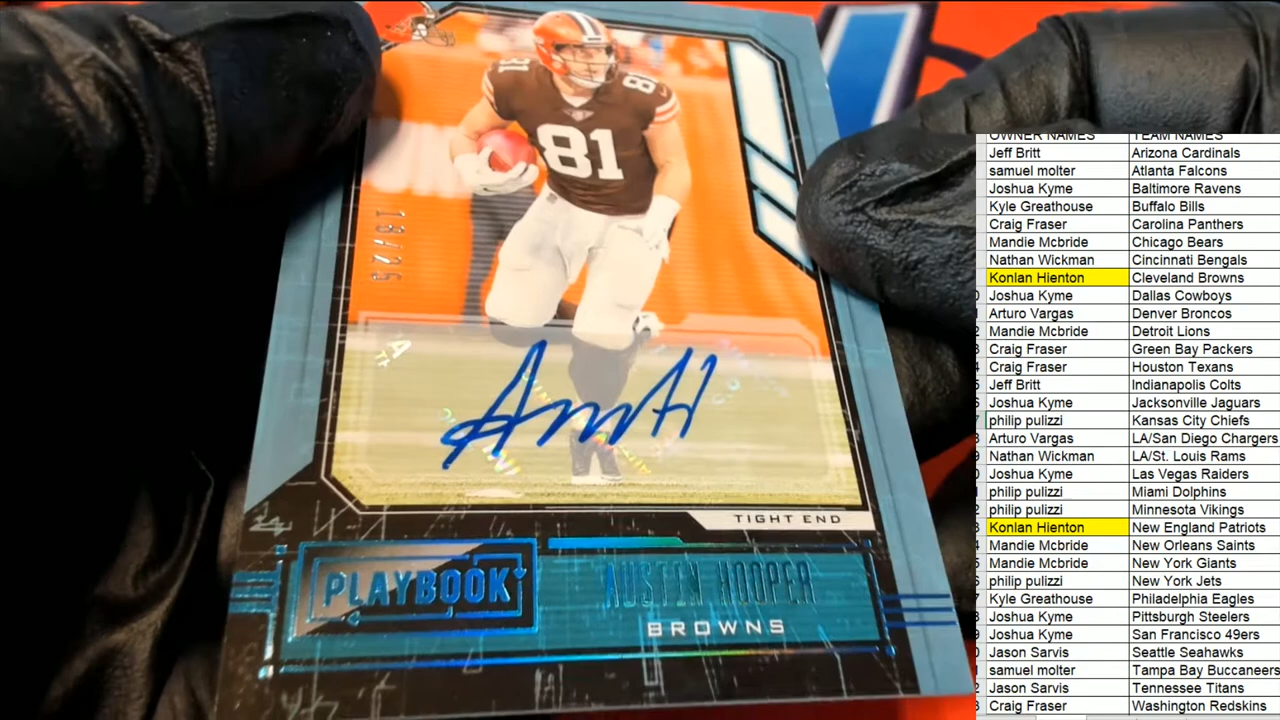 81
81
81
18/25
TIGHT END
PLAYBOOK
AUSTIN HOOPER
BROWNS
OWNER NAMES TEAM NAMES
Jeff Britt Arizona Cardinals
samuel molter Atlanta Falcons
Joshua Kyme Baltimore Ravens
Kyle Greathouse Buffalo Bills
Craig Fraser Carolina Panthers
Mandie Mcbride Chicago Bears
Nathan Wickman Cincinnati Bengals
Konlan Hienton Cleveland Browns
Joshua Kyme Dallas Cowboys
Arturo Vargas Denver Broncos
Mandie Mcbride Detroit Lions
Craig Fraser Green Bay Packers
Craig Fraser Houston Texans
Jeff Britt Indianapolis Colts
Joshua Kyme Jacksonville Jaguars
philip pulizzi Kansas City Chiefs
Arturo Vargas LA/San Diego Chargers
Nathan Wickman LA/St. Louis Rams
Joshua Kyme Las Vegas Raiders
philip pulizzi Miami Dolphins
philip pulizzi Minnesota Vikings
Konlan Hienton New England Patriots
Mandie Mcbride New Orleans Saints
Mandie Mcbride New York Giants
philip pulizzi New York Jets
Kyle Greathouse Philadelphia Eagles
Joshua Kyme Pittsburgh Steelers
Joshua Kyme San Francisco 49ers
Jason Sarvis Seattle Seahawks
samuel molter Tampa Bay Buccaneers
Jason Sarvis Tennessee Titans
Craig Fraser Washington Redskins